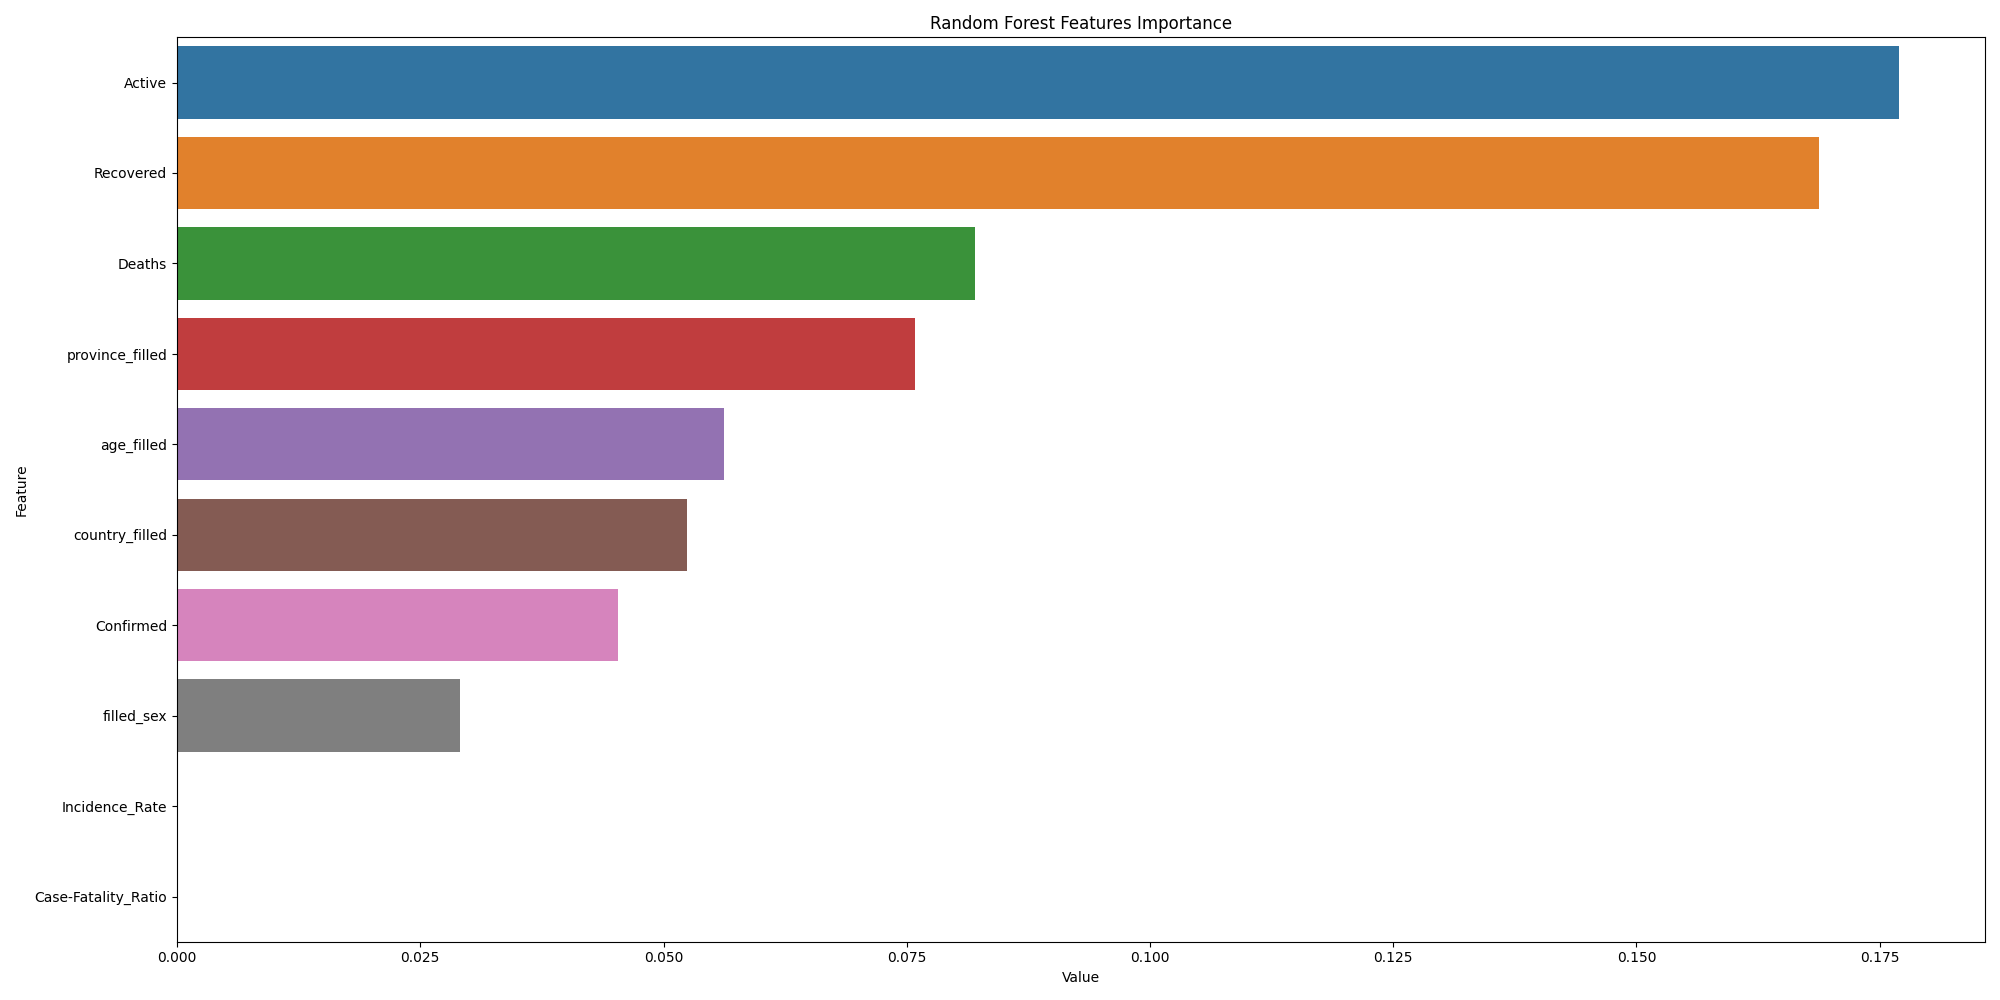 Random Forest Features Importance
Active
Recovered
Deaths
province_filled
age_filled
country_filled
Confirmed
filled_sex
Incidence_Rate
Case-Fatality_Ratio
Feature
0.000 0.025 0.050 0.075 0.100 0.125 0.150 0.175
Value